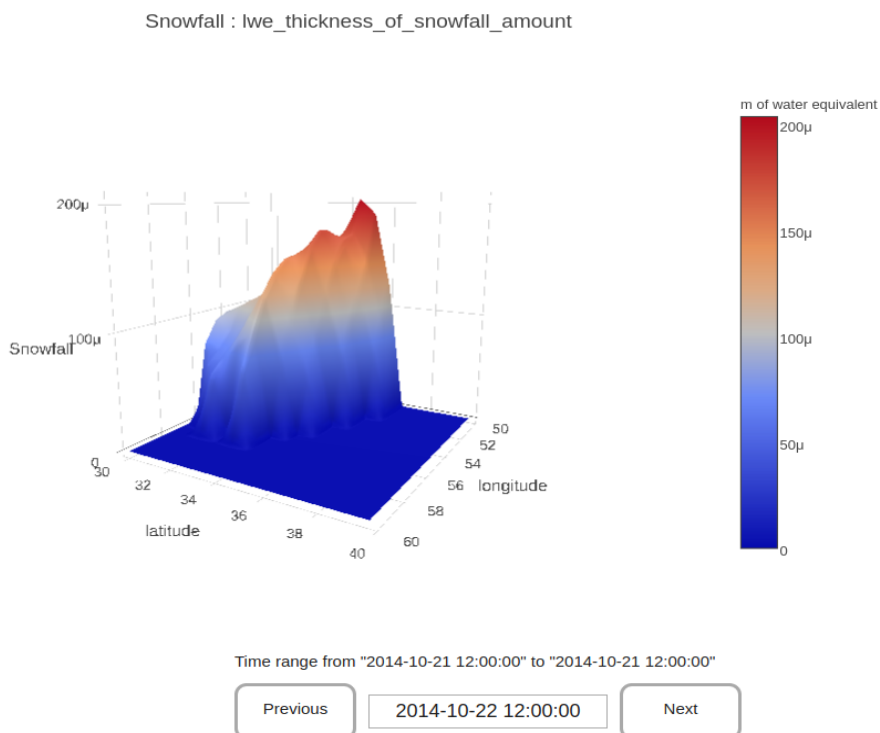 Snowfall : lwe_thickness_of_snowfall_amount
m of water equivalent
200μ
150μ
100μ
50μ
0
200μ
100μ
0
Snowfall
30
32
34
36
38
40
latitude
50
52
54
56
58
60
longitude
Time range from "2014-10-21 12:00:00" to "2014-10-21 12:00:00"
Previous
2014-10-22 12:00:00
Next